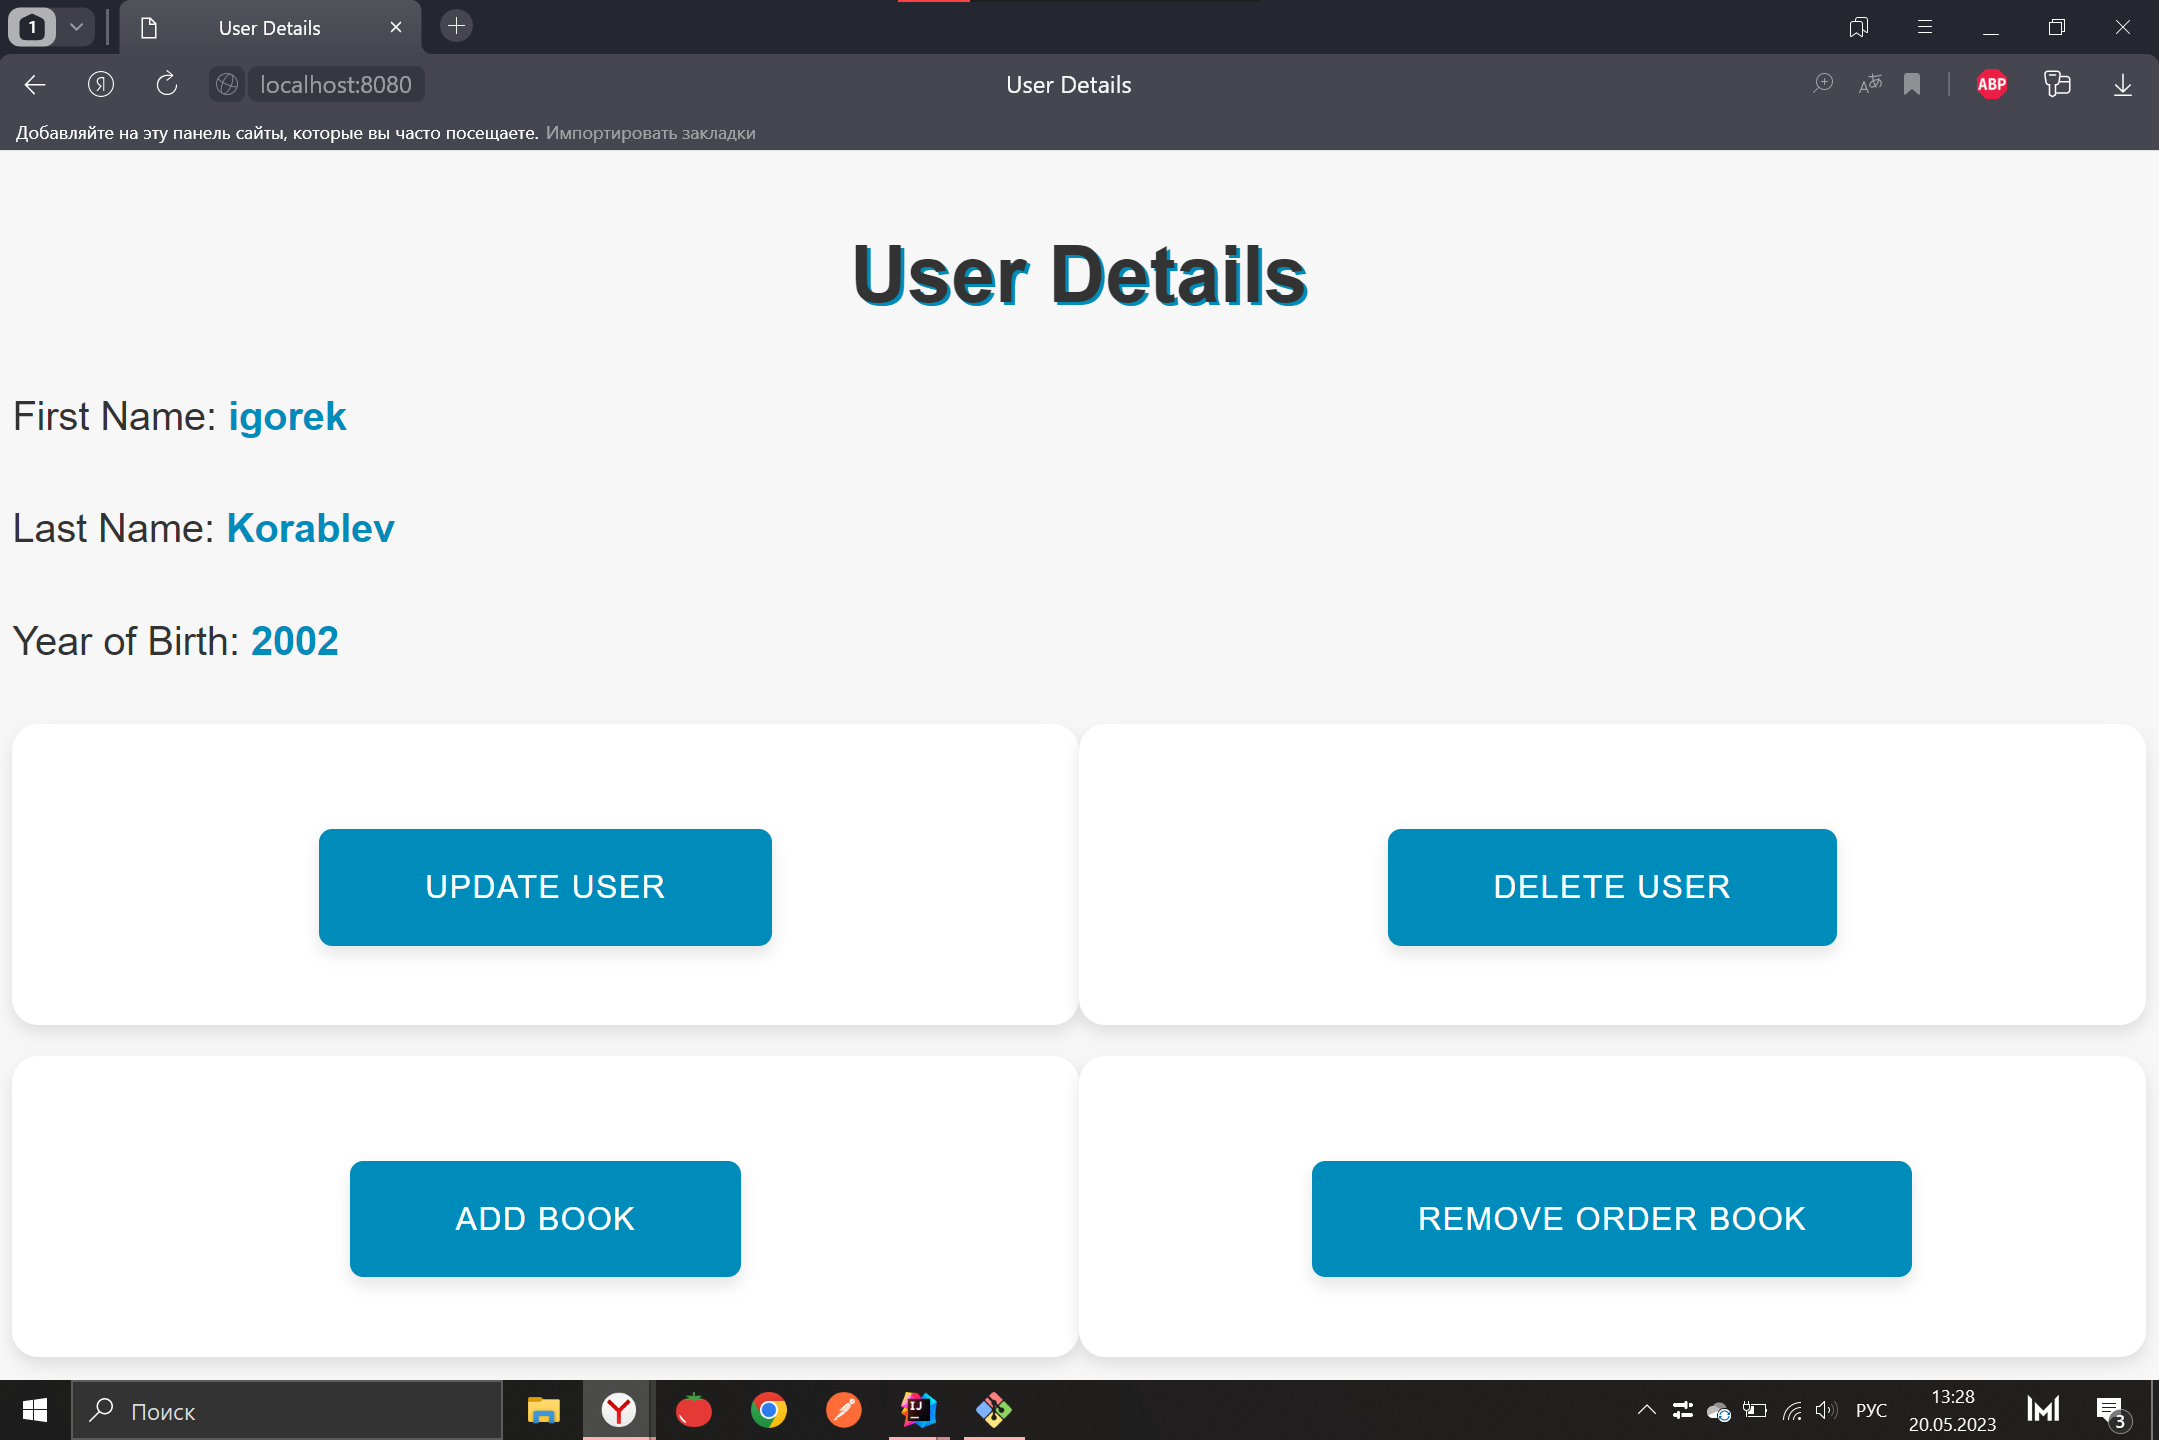 1
User Details
Я
localhost:8080
User Details
ABP
Добавляйте на эту панель сайты, которые вы часто посещаете. Импортировать закладки
User Details
First Name: igorek
Last Name: Korablev
Year of Birth: 2002
UPDATE USER
DELETE USER
ADD BOOK
REMOVE ORDER BOOK
Поиск
IJ
РУС
13:28
20.05.2023
3